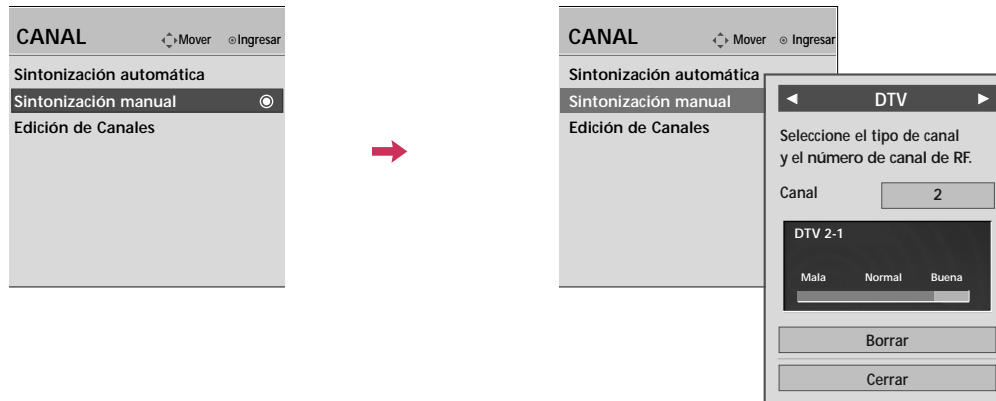 CANAL Mover Ingresar
Sintonización automática
Sintonización manual
Edición de Canales
CANAL Mover Ingresar
Sintonización automática
Sintonización manual
Edición de Canales
DTV
Seleccione el tipo de canal
y el número de canal de RF.
Canal 2
DTV 2-1
Mala Normal Buena
Borrar
Cerrar